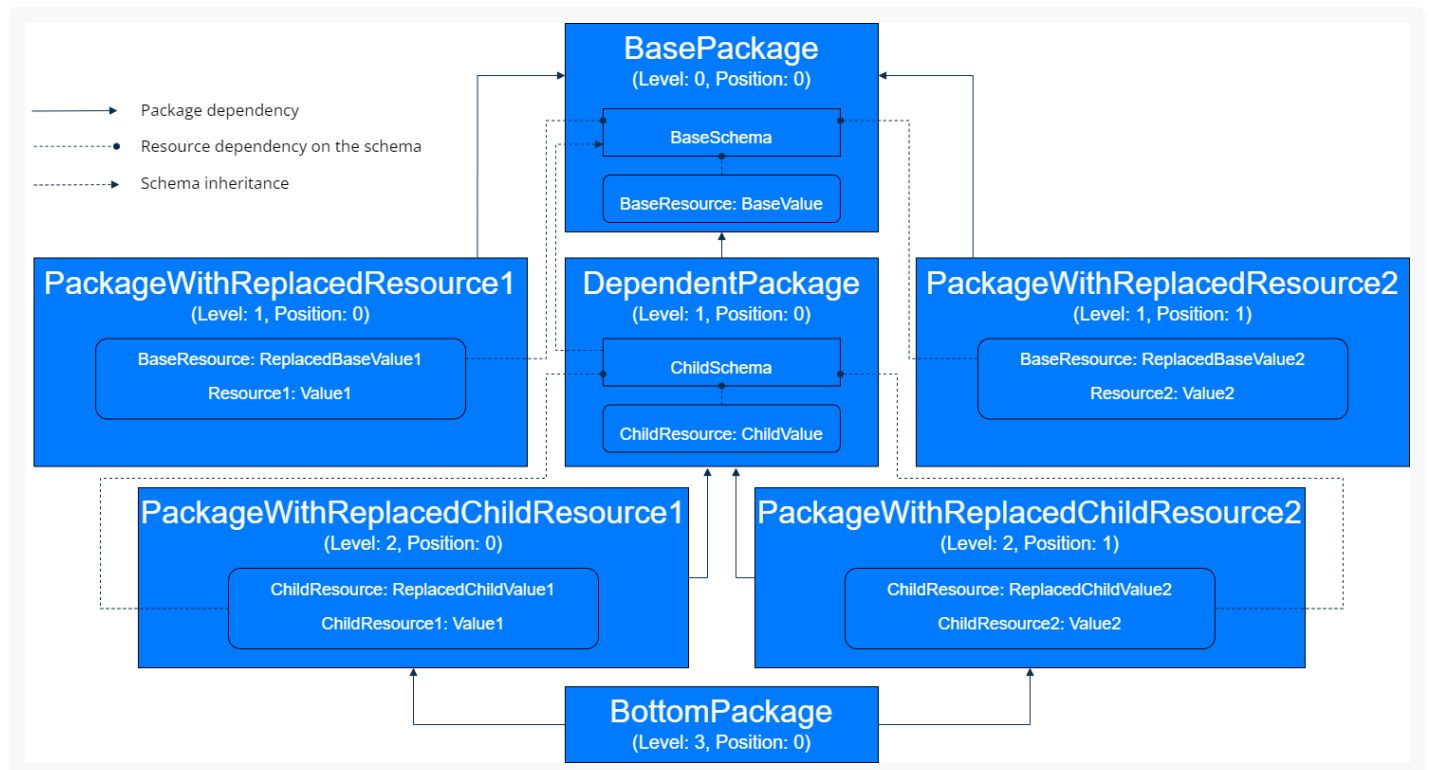 BasePackage
(Level: 0, Position: 0)
Package dependency
Resource dependency on the schema
Schema inheritance
BaseSchema
BaseResource: BaseValue
PackageWithReplacedResource1
(Level: 1, Position: 0)
BaseResource: ReplacedBaseValue1
Resource1: Value1
DependentPackage
(Level: 1, Position: 0)
ChildSchema
ChildResource: ChildValue
PackageWithReplacedResource2
(Level: 1, Position: 1)
BaseResource: ReplacedBaseValue2
Resource2: Value2
PackageWithReplacedChildResource1
(Level: 2, Position: 0)
ChildResource: ReplacedChildValue1
ChildResource1: Value1
PackageWithReplacedChildResource2
(Level: 2, Position: 1)
ChildResource: ReplacedChildValue2
ChildResource2: Value2
BottomPackage
(Level: 3, Position: 0)